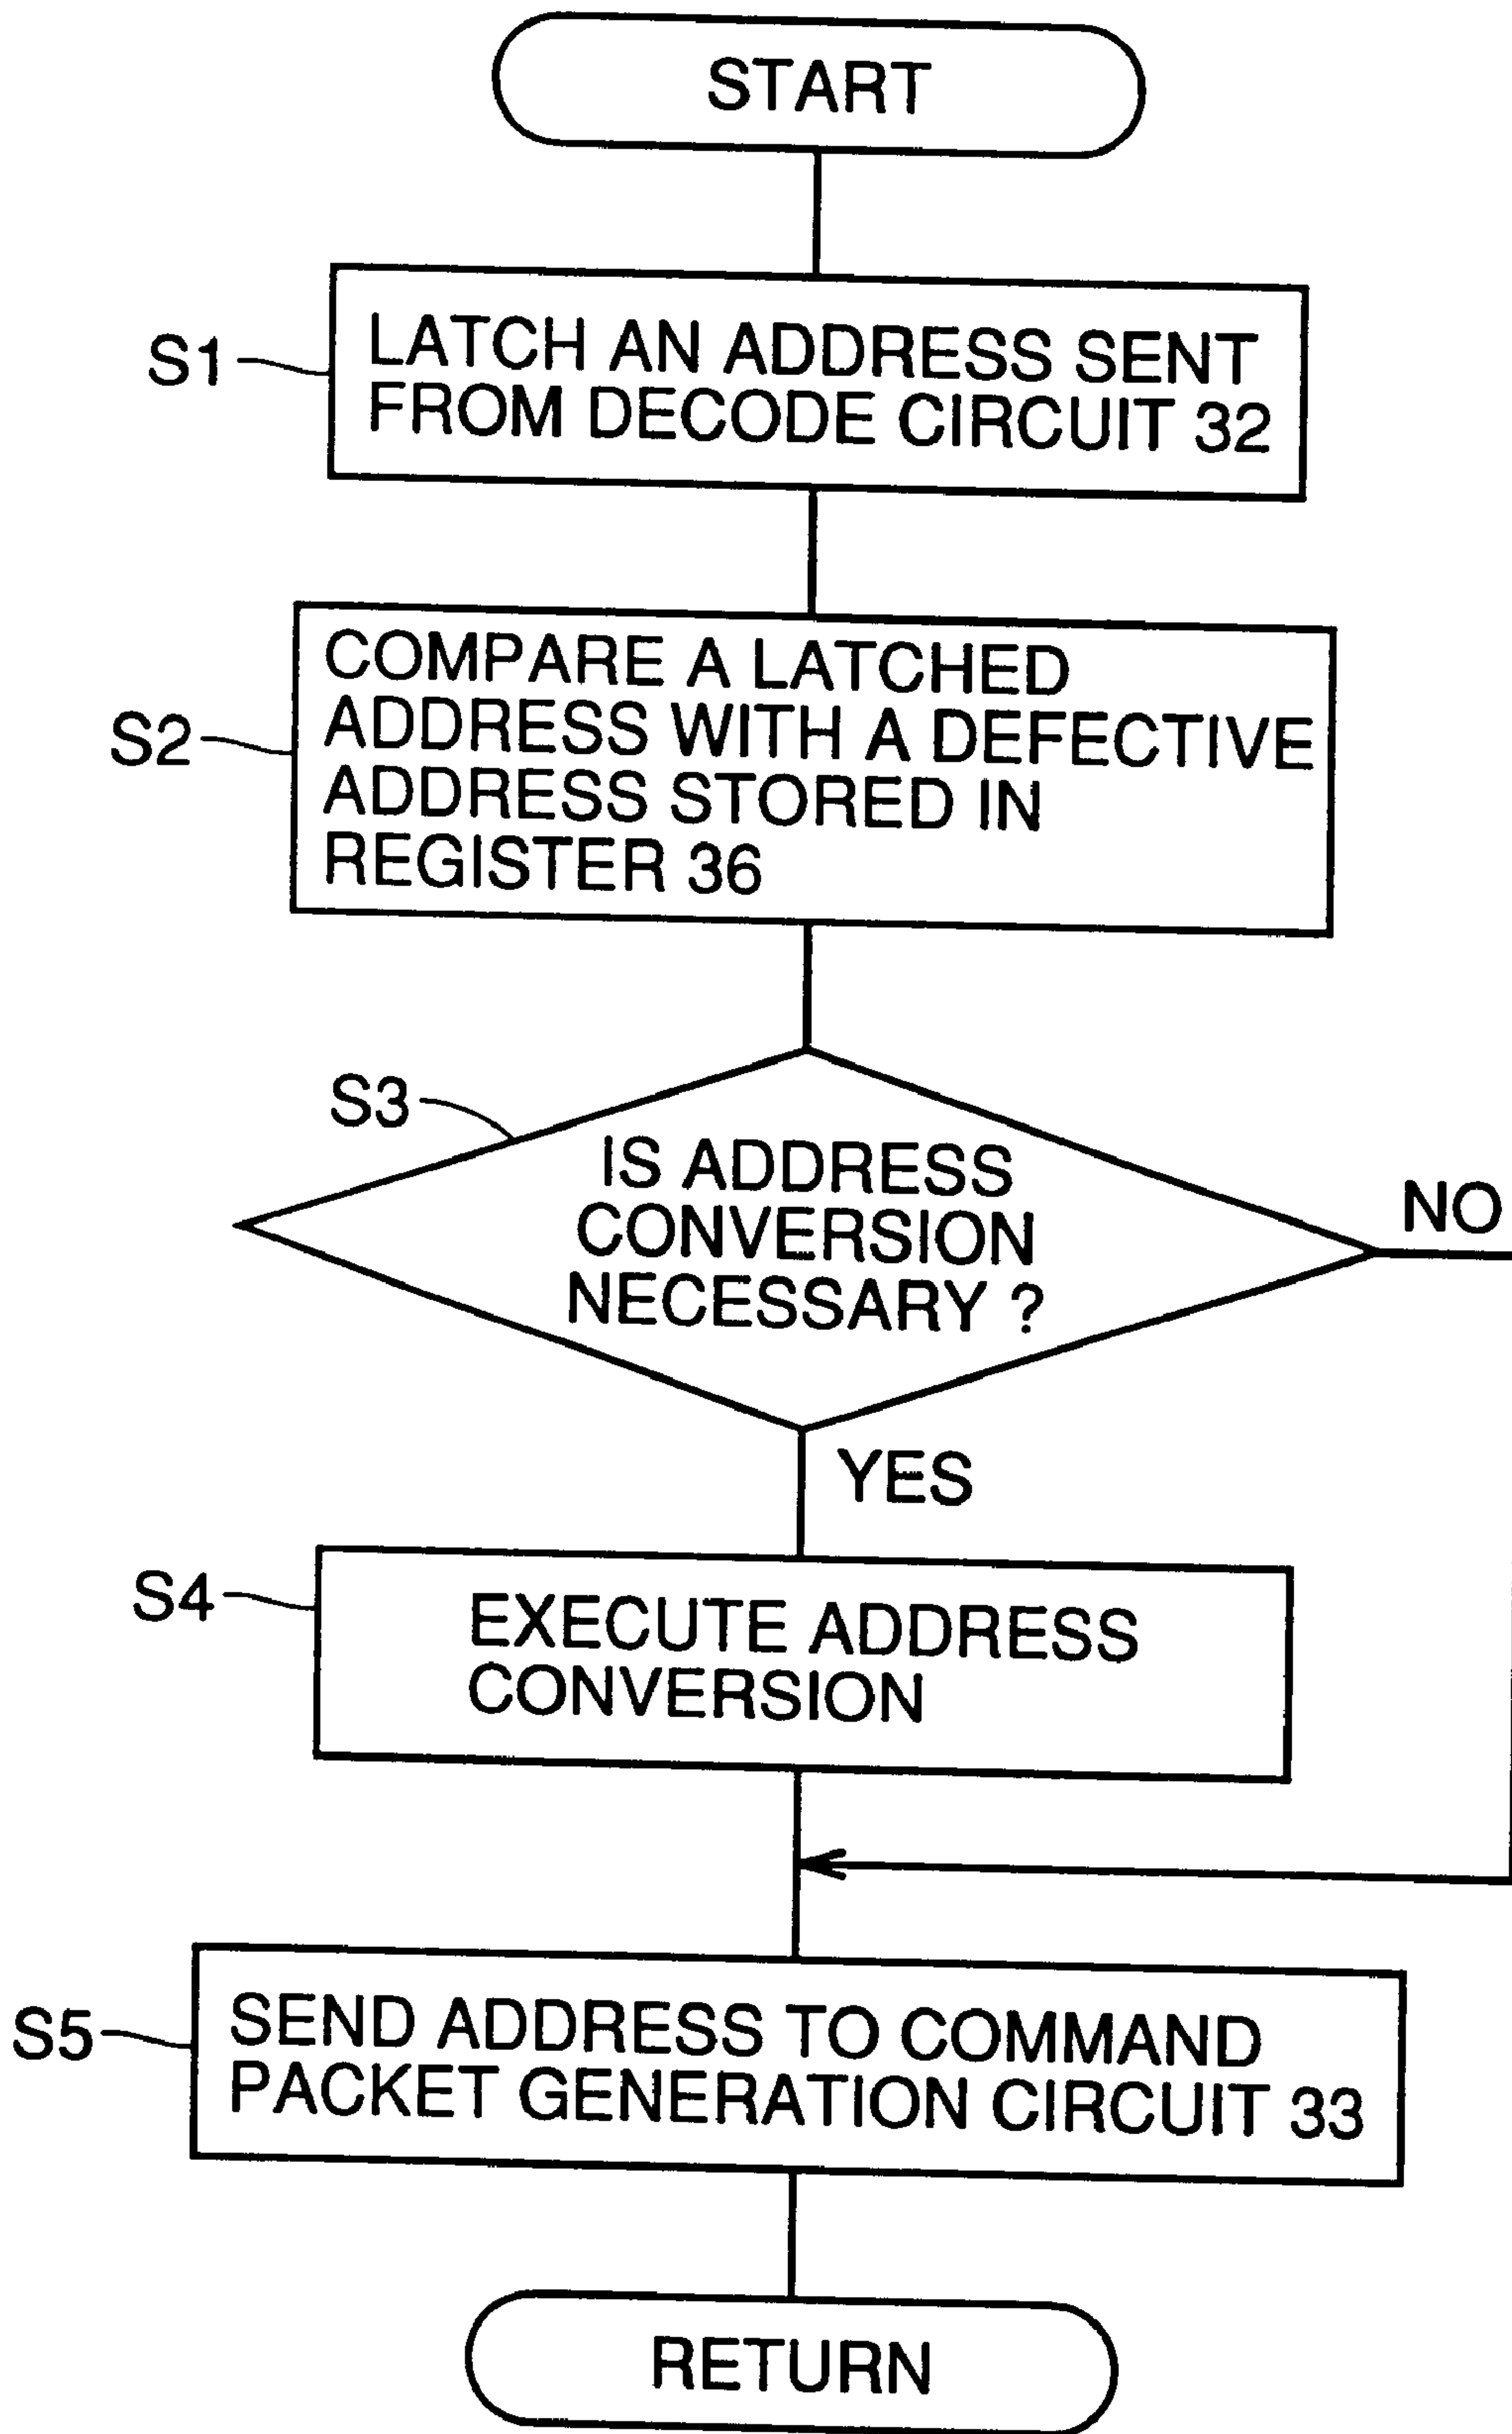 START
S1
LATCH AN ADDRESS SENT
FROM DECODE CIRCUIT 32
S2
COMPARE A LATCHED
ADDRESS WITH A DEFECTIVE
ADDRESS STORED IN
REGISTER 36
S3
IS ADDRESS
CONVERSION
NECESSARY ?
NO
YES
S4
EXECUTE ADDRESS
CONVERSION
S5
SEND ADDRESS TO COMMAND
PACKET GENERATION CIRCUIT 33
RETURN